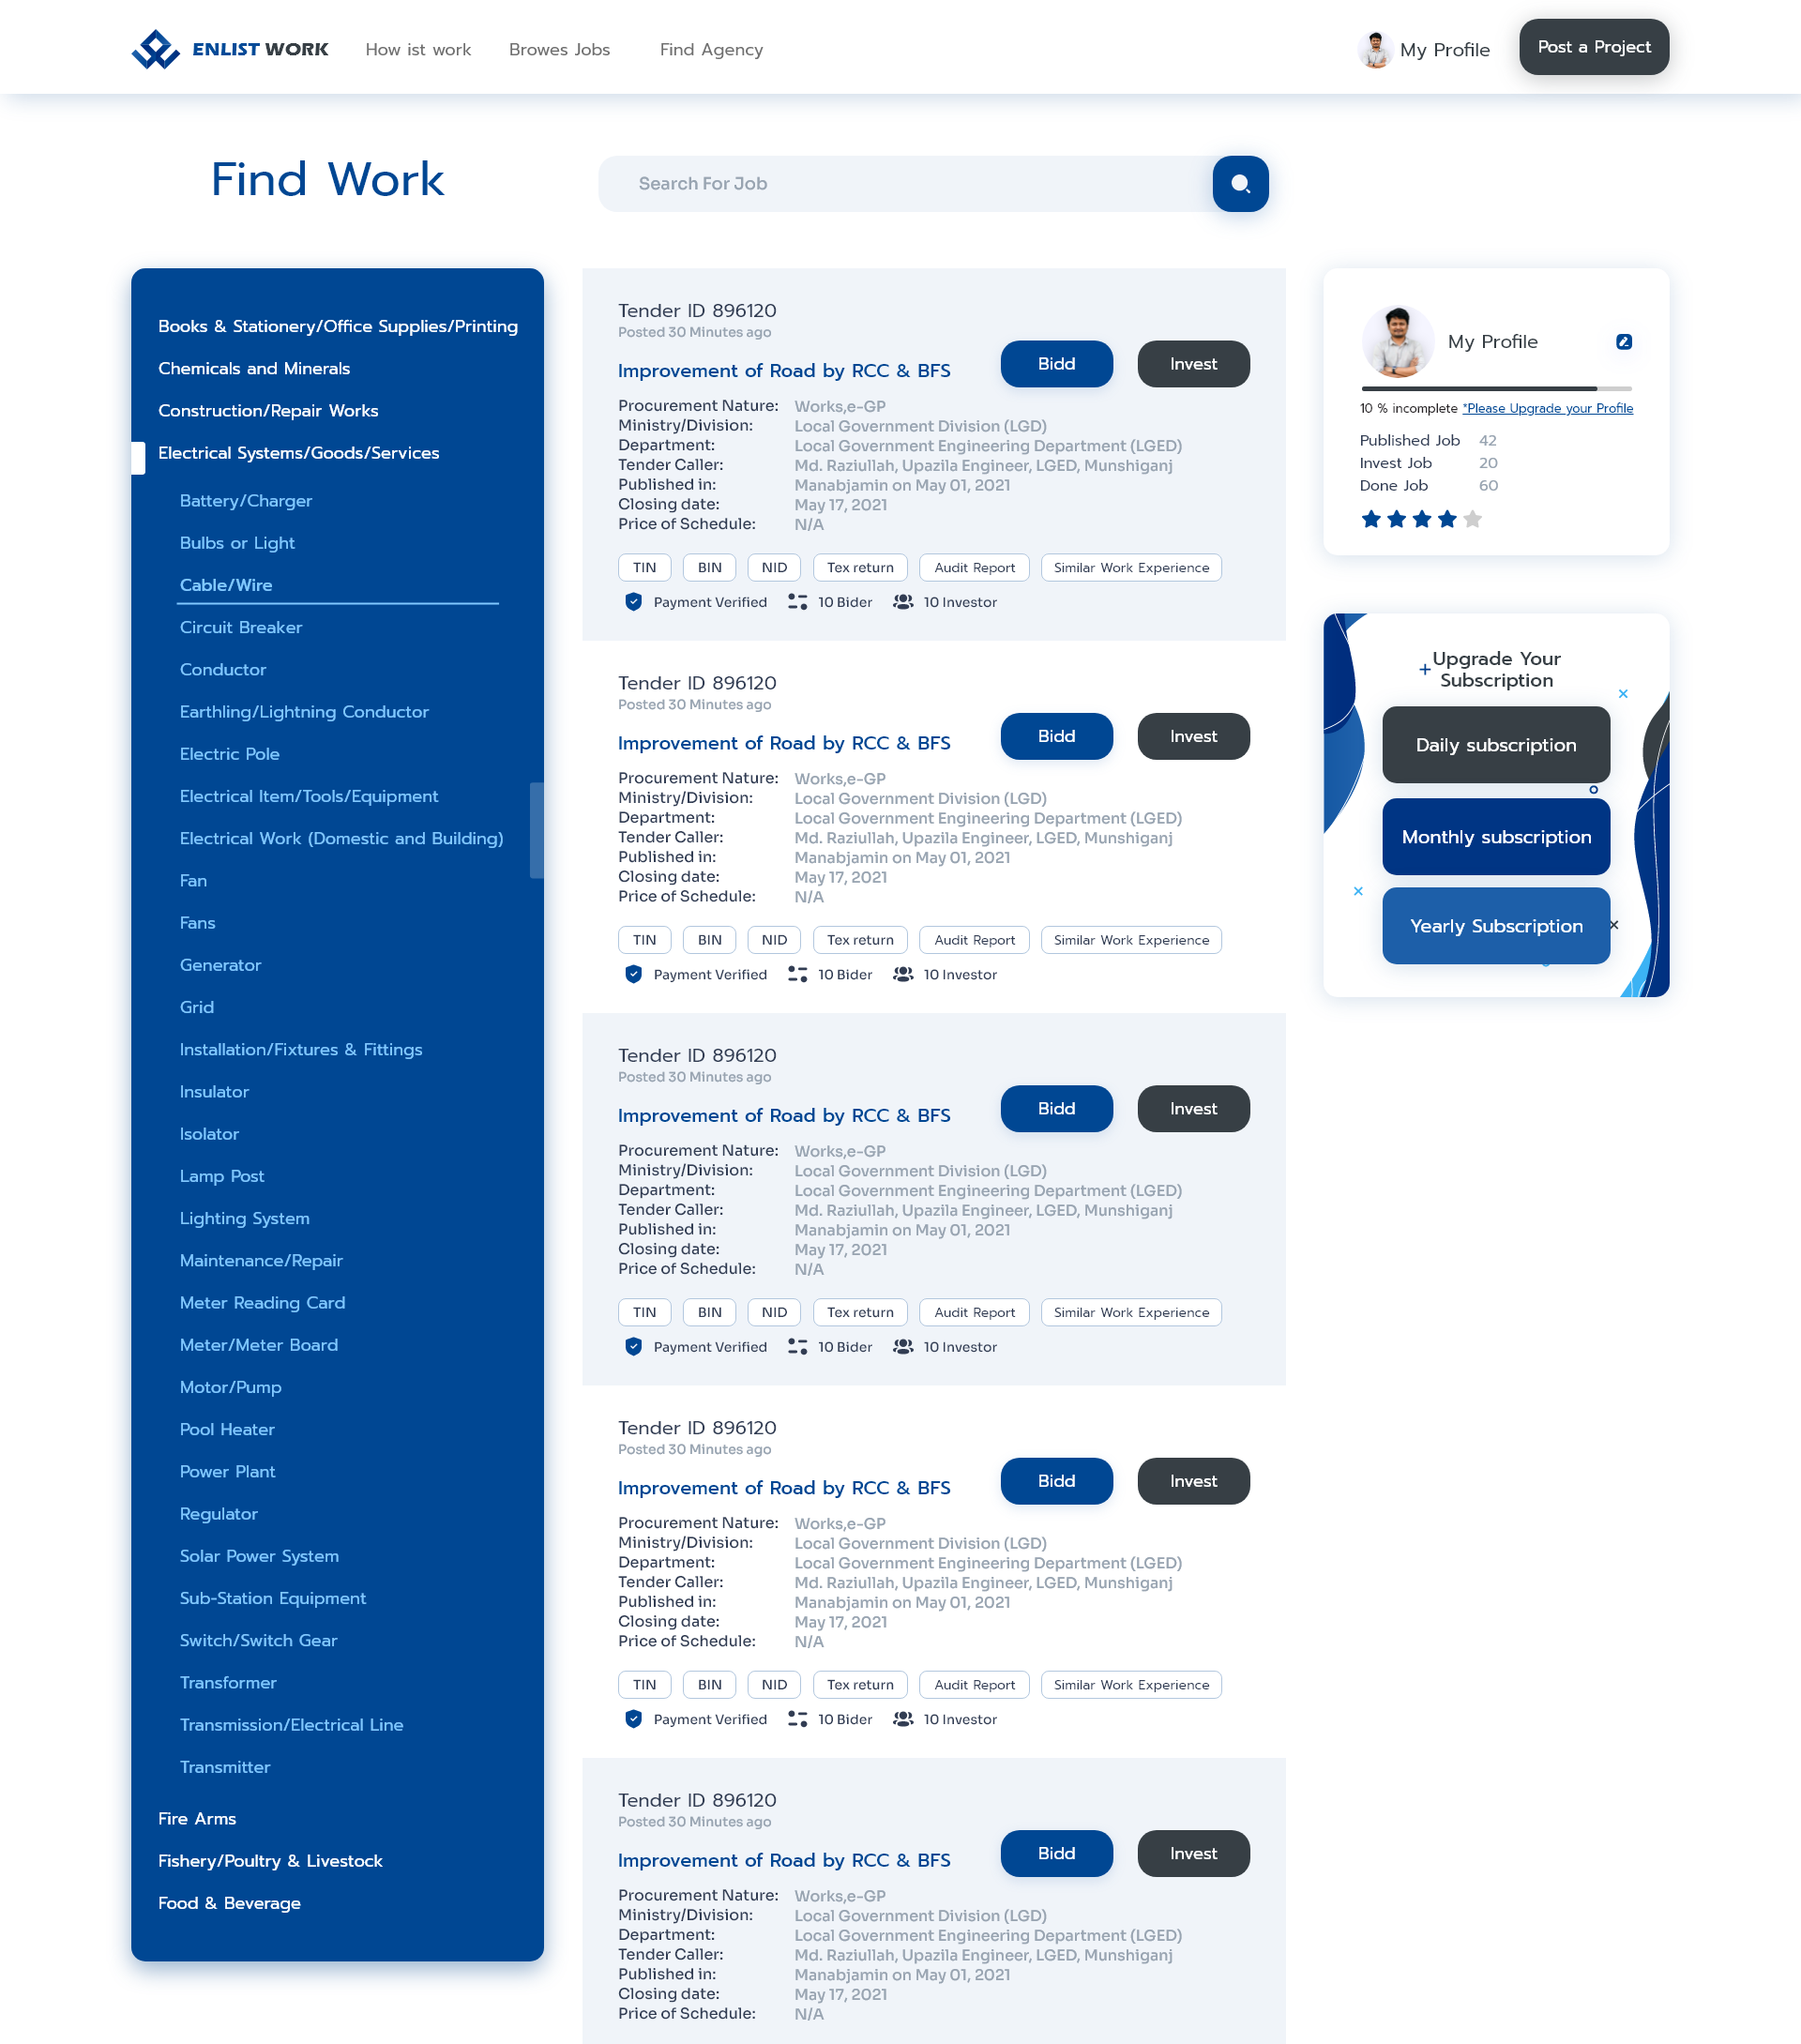 ENLIST WORK
How ist work
Browes Jobs
Find Agency
My Profile
Post a Project
Find Work
Search For Job
Books & Stationery/Office Supplies/Printing
Chemicals and Minerals
Construction/Repair Works
Electrical Systems/Goods/Services
Battery/Charger
Bulbs or Light
Cable/Wire
Circuit Breaker
Conductor
Earthling/Lightning Conductor
Electric Pole
Electrical Item/Tools/Equipment
Electrical Work (Domestic and Building)
Fan
Fans
Generator
Grid
Installation/Fixtures & Fittings
Insulator
Isolator
Lamp Post
Lighting System
Maintenance/Repair
Meter Reading Card
Meter/Meter Board
Motor/Pump
Pool Heater
Power Plant
Regulator
Solar Power System
Sub-Station Equipment
Switch/Switch Gear
Transformer
Transmission/Electrical Line
Transmitter
Fire Arms
Fishery/Poultry & Livestock
Food & Beverage
Tender ID 896120
Posted 30 Minutes ago
Improvement of Road by RCC & BFS
Bidd
Invest
Procurement Nature: Works,e-GP
Ministry/Division: Local Government Division (LGD)
Department: Local Government Engineering Department (LGED)
Tender Caller: Md. Raziullah, Upazila Engineer, LGED, Munshiganj
Published in: Manabjamin on May 01, 2021
Closing date: May 17, 2021
Price of Schedule: N/A
TIN BIN NID Tex return Audit Report Similar Work Experience
Payment Verified 10 Bider 10 Investor
Tender ID 896120
Posted 30 Minutes ago
Improvement of Road by RCC & BFS
Bidd
Invest
Procurement Nature: Works,e-GP
Ministry/Division: Local Government Division (LGD)
Department: Local Government Engineering Department (LGED)
Tender Caller: Md. Raziullah, Upazila Engineer, LGED, Munshiganj
Published in: Manabjamin on May 01, 2021
Closing date: May 17, 2021
Price of Schedule: N/A
TIN BIN NID Tex return Audit Report Similar Work Experience
Payment Verified 10 Bider 10 Investor
Tender ID 896120
Posted 30 Minutes ago
Improvement of Road by RCC & BFS
Bidd
Invest
Procurement Nature: Works,e-GP
Ministry/Division: Local Government Division (LGD)
Department: Local Government Engineering Department (LGED)
Tender Caller: Md. Raziullah, Upazila Engineer, LGED, Munshiganj
Published in: Manabjamin on May 01, 2021
Closing date: May 17, 2021
Price of Schedule: N/A
TIN BIN NID Tex return Audit Report Similar Work Experience
Payment Verified 10 Bider 10 Investor
Tender ID 896120
Posted 30 Minutes ago
Improvement of Road by RCC & BFS
Bidd
Invest
Procurement Nature: Works,e-GP
Ministry/Division: Local Government Division (LGD)
Department: Local Government Engineering Department (LGED)
Tender Caller: Md. Raziullah, Upazila Engineer, LGED, Munshiganj
Published in: Manabjamin on May 01, 2021
Closing date: May 17, 2021
Price of Schedule: N/A
TIN BIN NID Tex return Audit Report Similar Work Experience
Payment Verified 10 Bider 10 Investor
Tender ID 896120
Posted 30 Minutes ago
Improvement of Road by RCC & BFS
Bidd
Invest
Procurement Nature: Works,e-GP
Ministry/Division: Local Government Division (LGD)
Department: Local Government Engineering Department (LGED)
Tender Caller: Md. Raziullah, Upazila Engineer, LGED, Munshiganj
Published in: Manabjamin on May 01, 2021
Closing date: May 17, 2021
Price of Schedule: N/A
My Profile
10 % incomplete *Please Upgrade your Profile
Published Job 42
Invest Job 20
Done Job 60
Upgrade Your
Subscription
Daily subscription
Monthly subscription
Yearly Subscription